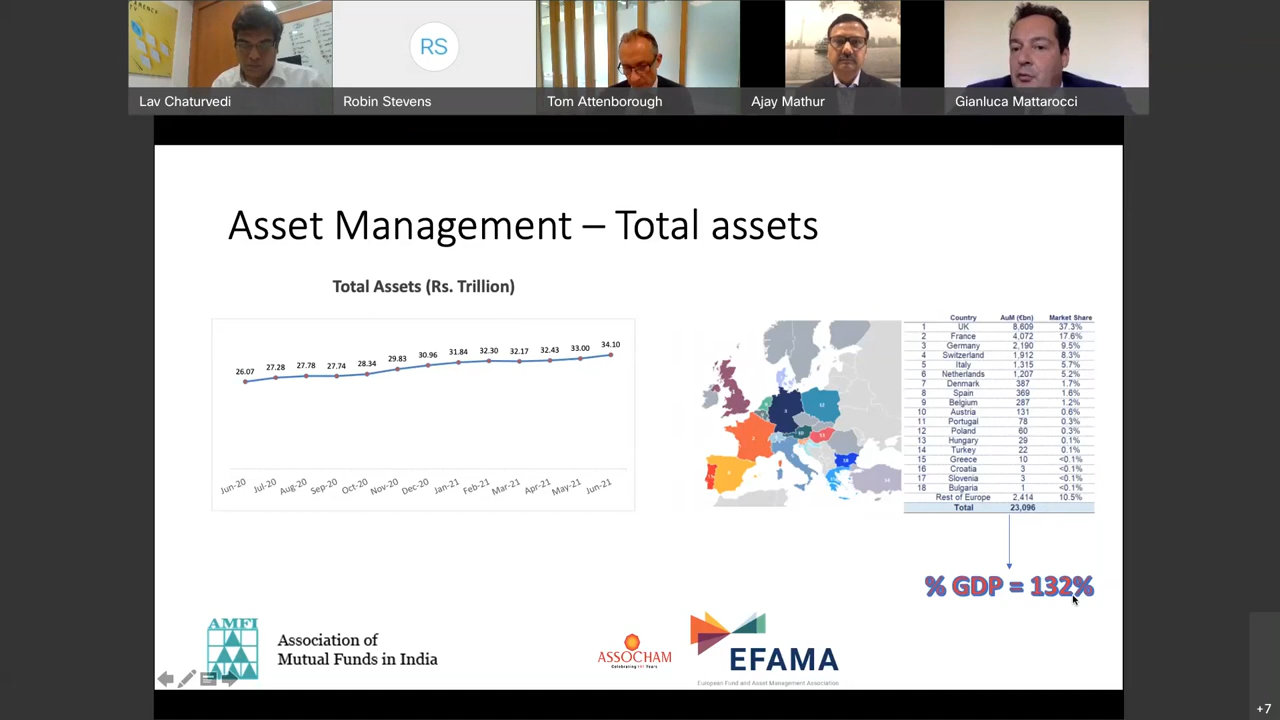 RS
Lav Chaturvedi
Robin Stevens
Tom Attenborough
Ajay Mathur
Gianluca Mattarocci
Asset Management – Total assets
Total Assets (Rs. Trillion)
26.07 27.28 27.78 27.74 28.34 29.83 30.96 31.84 32.30 32.17 32.43 33.00 34.10
Jun-20 Jul-20 Aug-20 Sep-20 Oct-20 Nov-20 Dec-20 Jan-21 Feb-21 Mar-21 Apr-21 May-21 Jun-21
Country AuM (€bn) Market Share
1 UK 8,609 37.3%
2 France 4,072 17.6%
3 Germany 2,190 9.5%
4 Switzerland 1,912 8.3%
5 Italy 1,315 5.7%
6 Netherlands 1,207 5.2%
7 Denmark 387 1.7%
8 Spain 369 1.6%
9 Belgium 287 1.2%
10 Austria 131 0.6%
11 Portugal 78 0.3%
12 Poland 60 0.3%
13 Hungary 29 0.1%
14 Turkey 22 0.1%
15 Greece 10 <0.1%
16 Croatia 3 <0.1%
17 Slovenia 3 <0.1%
18 Bulgaria 1 <0.1%
Rest of Europe 2,414 10.5%
Total 23,096
% GDP = 132%
AMFI
Association of
Mutual Funds in India
ASSOCHAM
EFAMA
European Fund and Asset Management Association
+7